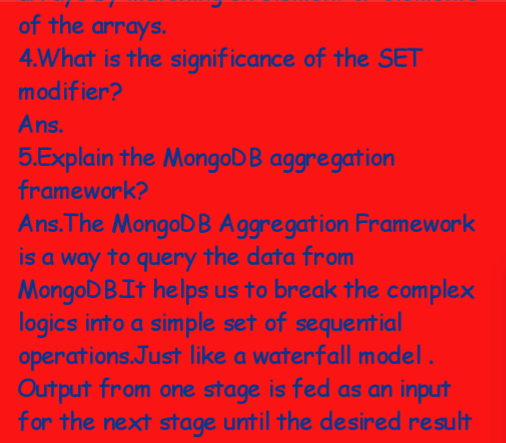 of the arrays.
4.What is the significance of the SET
modifier?
Ans.
5.Explain the MongoDB aggregation
framework?
Ans.The MongoDB Aggregation Framework
is a way to query the data from
MongoDB.It helps us to break the complex
logics into a simple set of sequential
operations.Just like a waterfall model .
Output from one stage is fed as an input
for the next stage until the desired result